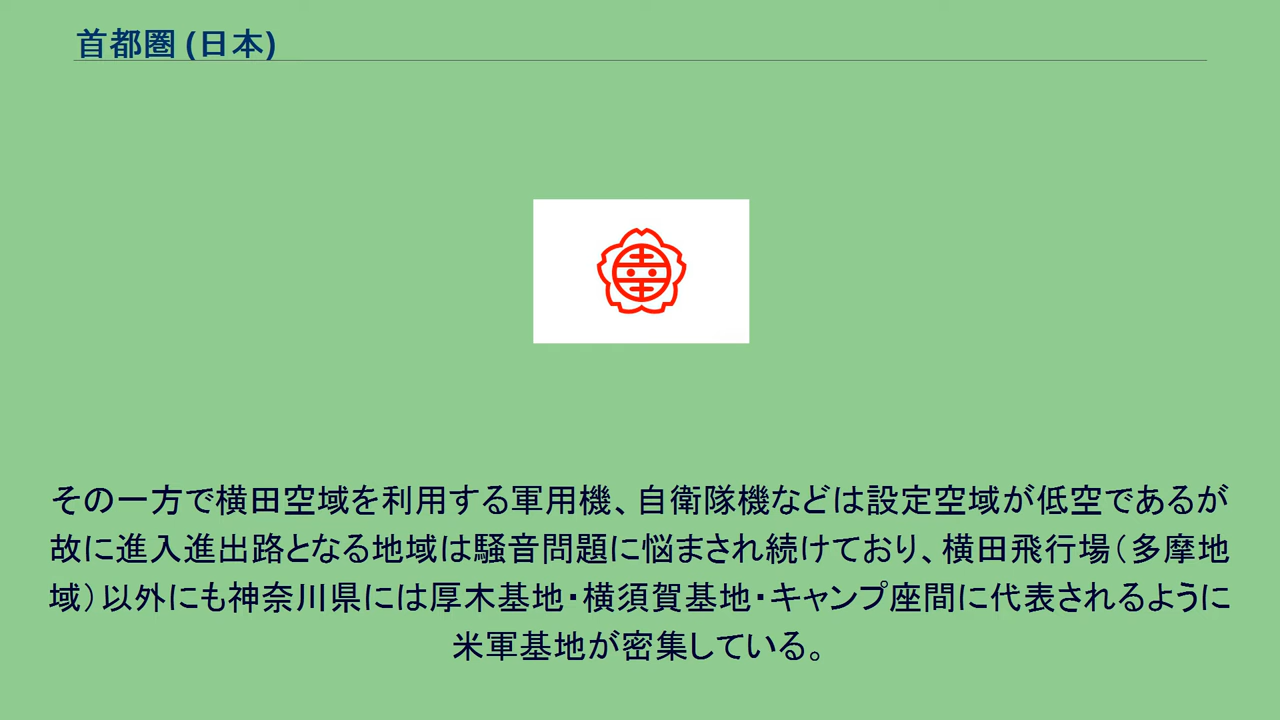 首都圏 (日本)
その一方で横田空域を利用する軍用機、自衛隊機などは設定空域が低空であるが
故に進入進出路となる地域は騒音問題に悩まされ続けており、横田飛行場（多摩地
域）以外にも神奈川県には厚木基地・横須賀基地・キャンプ座間に代表されるように
米軍基地が密集している。